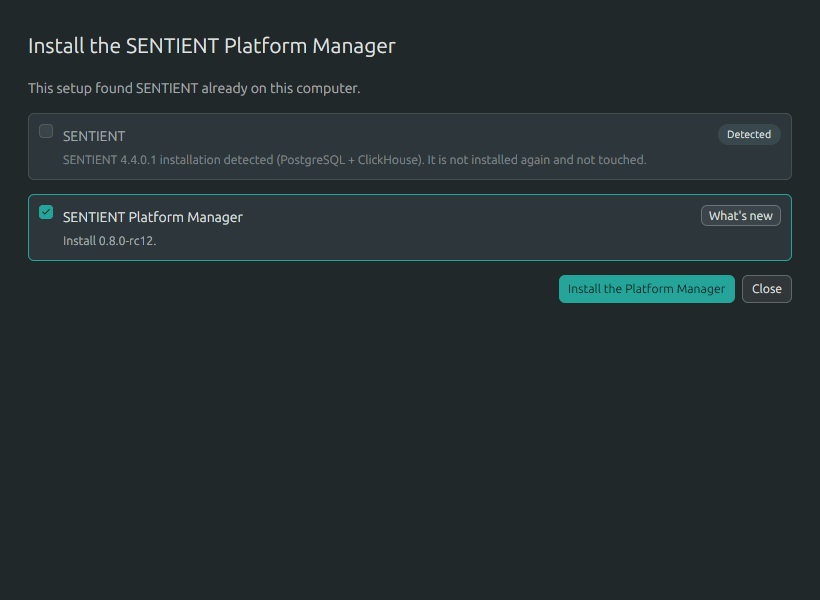 Install the SENTIENT Platform Manager
This setup found SENTIENT already on this computer.
SENTIENT
Detected
SENTIENT 4.4.0.1 installation detected (PostgreSQL + ClickHouse). It is not installed again and not touched.
SENTIENT Platform Manager
What's new
Install 0.8.0-rc12.
Install the Platform Manager
Close